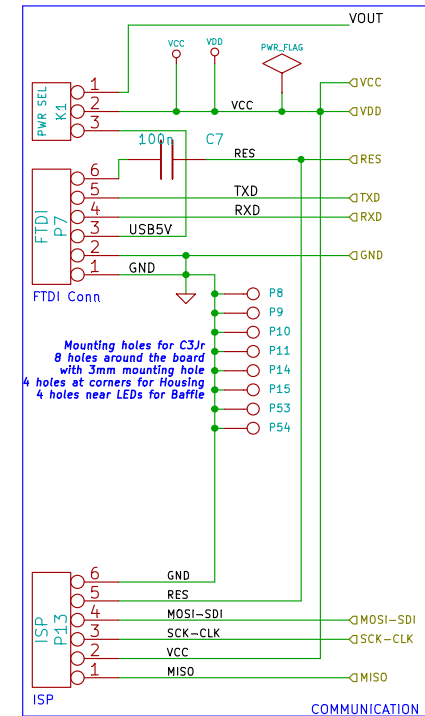 VOUT
VCC
VDD
PWR_FLAG
PWR SEL
K1
1
2
3
VCC
VCC
VDD
100n
C7
RES
RES
FTDI
P7
6
5
4
3
2
1
TXD
TXD
RXD
RXD
USB5V
GND
GND
FTDI Conn
P8
P9
P10
P11
P14
P15
P53
P54
Mounting holes for C3Jr
8 holes around the board
with 3mm mounting hole
4 holes at corners for Housing
4 holes near LEDs for Baffle
ISP
P13
6
5
4
3
2
1
GND
RES
MOSI-SDI
MOSI-SDI
SCK-CLK
SCK-CLK
VCC
MISO
MISO
ISP
COMMUNICATION